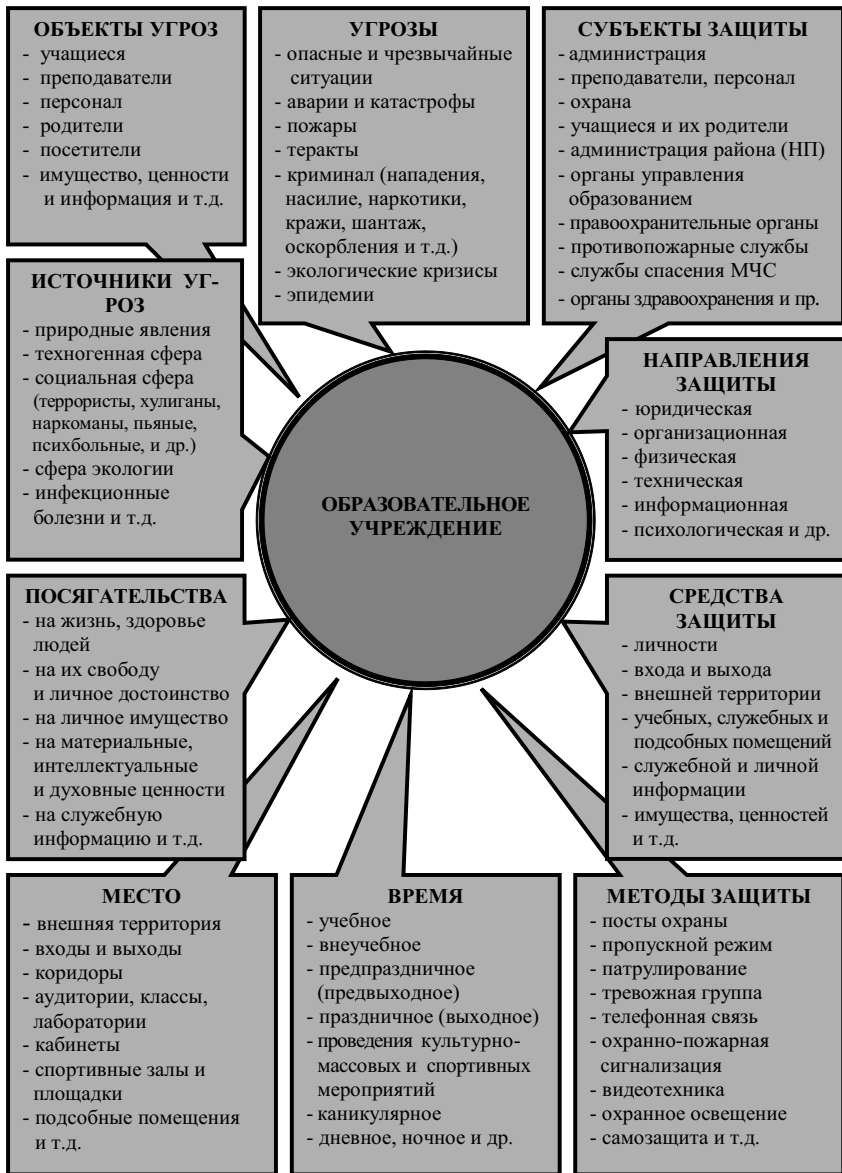 ОБЪЕКТЫ УГРОЗ
- учащиеся
- преподаватели
- персонал
- родители
- посетители
- имущество, ценности
и информация и т.д.
УГРОЗЫ
- опасные и чрезвычайные
ситуации
- аварии и катастрофы
- пожары
- теракты
- криминал (нападения,
насилие, наркотики,
кражи, шантаж,
оскорбления и т.д.)
- экологические кризисы
- эпидемии
СУБЪЕКТЫ ЗАЩИТЫ
- администрация
- преподаватели, персонал
- охрана
- учащиеся и их родители
- администрация района (НП)
- органы управления
образованием
- правоохранительные органы
- противопожарные службы
- службы спасения МЧС
- органы здравоохранения и пр.
ИСТОЧНИКИ УГ-
РОЗ
- природные явления
- техногенная сфера
- социальная сфера
(террористы, хулиганы,
наркоманы, пьяные,
психбольные, и др.)
- сфера экологии
- инфекционные
болезни и т.д.
НАПРАВЛЕНИЯ
ЗАЩИТЫ
- юридическая
- организационная
- физическая
- техническая
- информационная
- психологическая и др.
ОБРАЗОВАТЕЛЬНОЕ
УЧРЕЖДЕНИЕ
ПОСЯГАТЕЛЬСТВА
- на жизнь, здоровье
людей
- на их свободу
и личное достоинство
- на личное имущество
- на материальные,
интеллектуальные
и духовные ценности
- на служебную
информацию и т.д.
СРЕДСТВА
ЗАЩИТЫ
- личности
- входа и выхода
- внешней территории
- учебных, служебных и
подсобных помещений
- служебной и личной
информации
- имущества, ценностей
и т.д.
МЕСТО
- внешняя территория
- входы и выходы
- коридоры
- аудитории, классы,
лаборатории
- кабинеты
- спортивные залы и
площадки
- подсобные помещения
и т.д.
ВРЕМЯ
- учебное
- внеучебное
- предпраздничное
(предвыходное)
- праздничное (выходное)
- проведения культурно-
массовых и спортивных
мероприятий
- каникулярное
- дневное, ночное и др.
МЕТОДЫ ЗАЩИТЫ
- посты охраны
- пропускной режим
- патрулирование
- тревожная группа
- телефонная связь
- охранно-пожарная
сигнализация
- видеотехника
- охранное освещение
- самозащита и т.д.